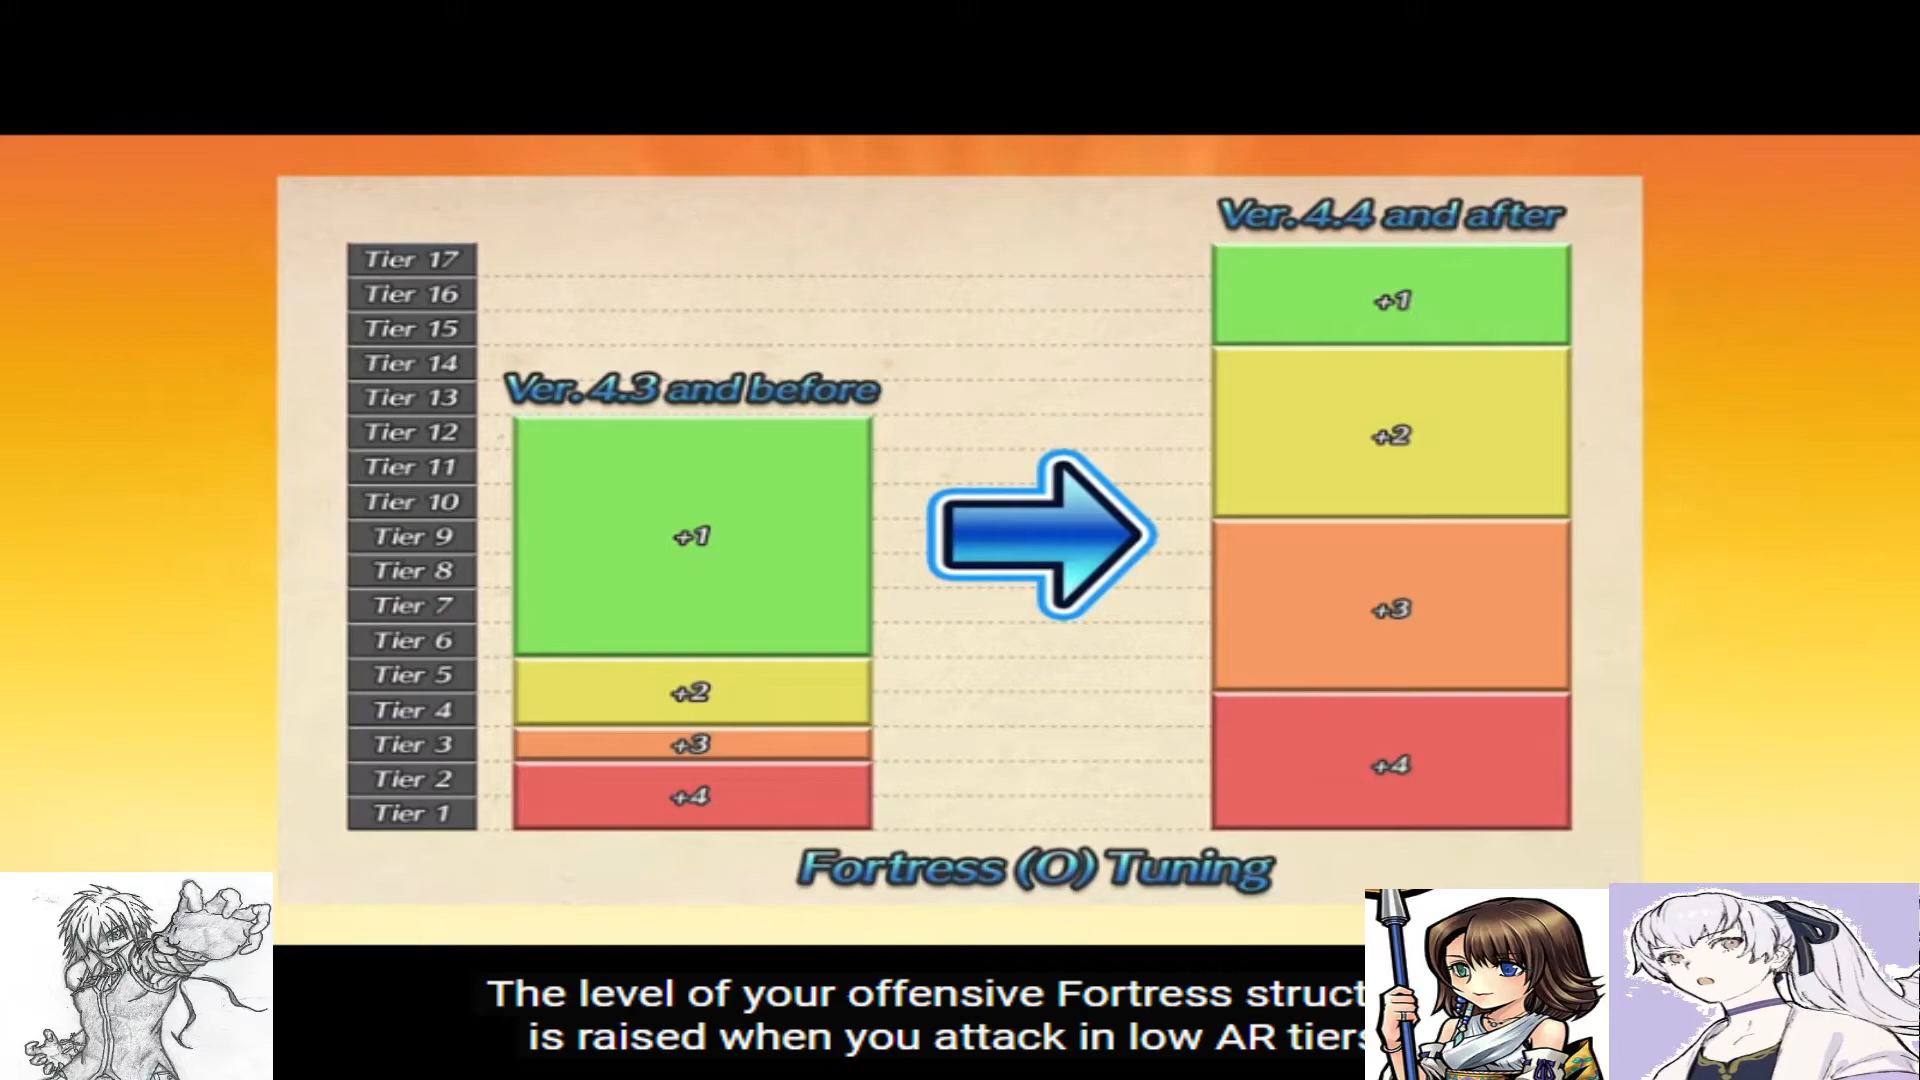 Ver. 4.4 and after
Tier 17
Tier 16
+1
Tier 15
Tier 14
Ver. 4.3 and before
Tier 13
Tier 12
+2
Tier 11
Tier 10
Tier 9
+1
Tier 8
Tier 7
+3
Tier 6
Tier 5
+2
Tier 4
Tier 3
+3
Tier 2
+4
+4
Tier 1
Fortress (O) Tuning
The level of your offensive Fortress struct
is raised when you attack in low AR tiers